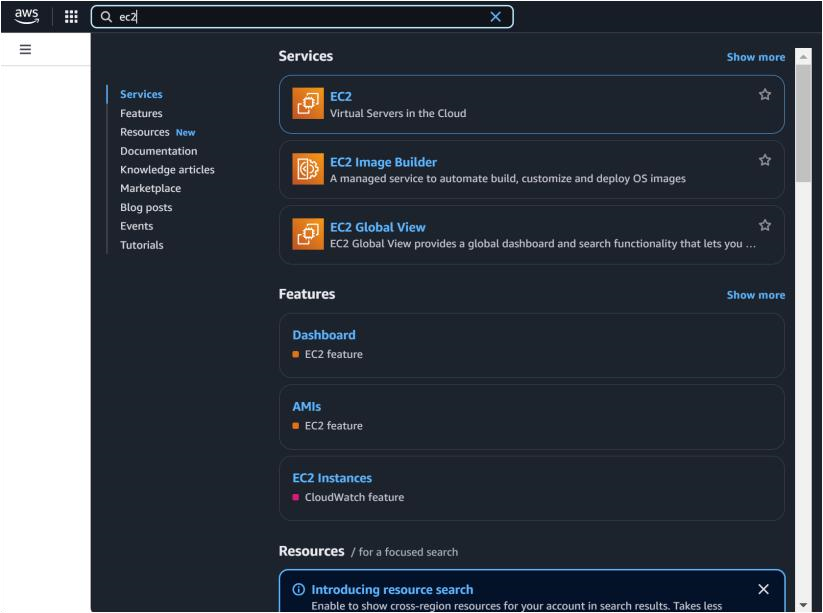 aws
ec2
Services
Show more
Services
Features
Resources New
Documentation
Knowledge articles
Marketplace
Blog posts
Events
Tutorials
EC2
Virtual Servers in the Cloud
EC2 Image Builder
A managed service to automate build, customize and deploy OS images
EC2 Global View
EC2 Global View provides a global dashboard and search functionality that lets you ...
Features
Show more
Dashboard
EC2 feature
AMIs
EC2 feature
EC2 Instances
CloudWatch feature
Resources / for a focused search
Introducing resource search
Enable to show cross-region resources for your account in search results. Takes less